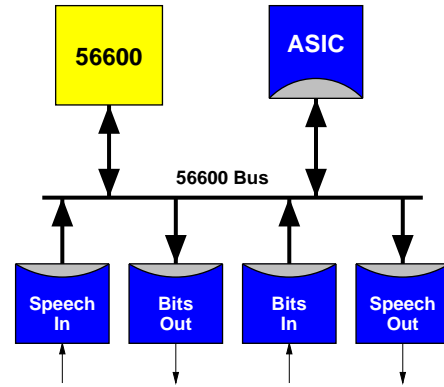 56600
ASIC
56600 Bus
Speech
In
Bits
Out
Bits
In
Speech
Out